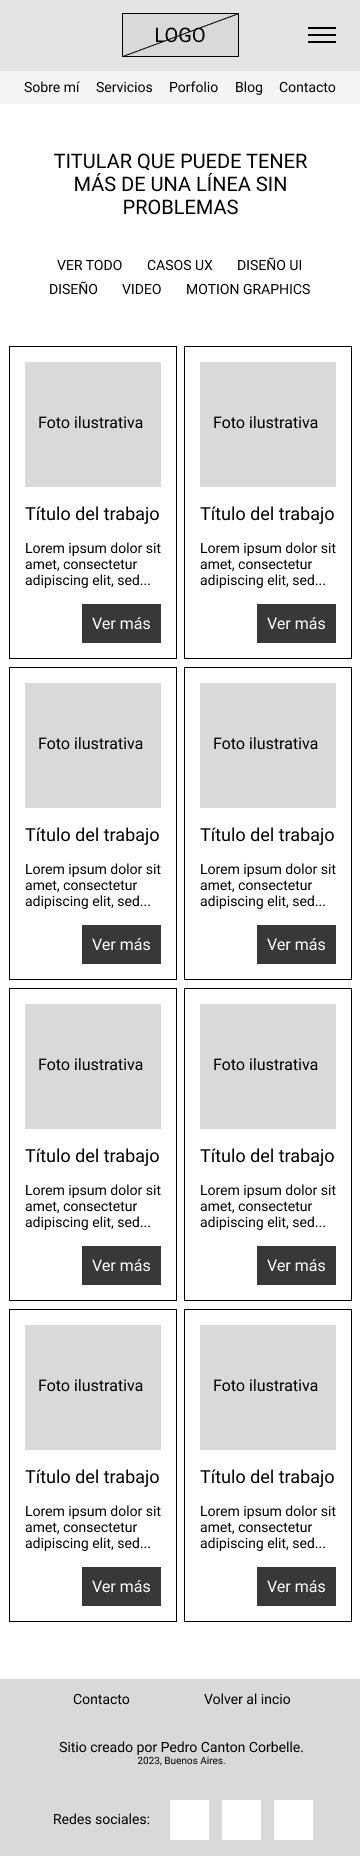 LOGO
Sobre mí Servicios Porfolio Blog Contacto
TITULAR QUE PUEDE TENER
MÁS DE UNA LÍNEA SIN
PROBLEMAS
VER TODO CASOS UX DISEÑO UI
DISEÑO VIDEO MOTION GRAPHICS
Foto ilustrativa
Título del trabajo
Lorem ipsum dolor sit
amet, consectetur
adipiscing elit, sed...
Ver más
Foto ilustrativa
Título del trabajo
Lorem ipsum dolor sit
amet, consectetur
adipiscing elit, sed...
Ver más
Foto ilustrativa
Título del trabajo
Lorem ipsum dolor sit
amet, consectetur
adipiscing elit, sed...
Ver más
Foto ilustrativa
Título del trabajo
Lorem ipsum dolor sit
amet, consectetur
adipiscing elit, sed...
Ver más
Foto ilustrativa
Título del trabajo
Lorem ipsum dolor sit
amet, consectetur
adipiscing elit, sed...
Ver más
Foto ilustrativa
Título del trabajo
Lorem ipsum dolor sit
amet, consectetur
adipiscing elit, sed...
Ver más
Foto ilustrativa
Título del trabajo
Lorem ipsum dolor sit
amet, consectetur
adipiscing elit, sed...
Ver más
Foto ilustrativa
Título del trabajo
Lorem ipsum dolor sit
amet, consectetur
adipiscing elit, sed...
Ver más
Contacto Volver al incio
Sitio creado por Pedro Canton Corbelle.
2023, Buenos Aires.
Redes sociales: